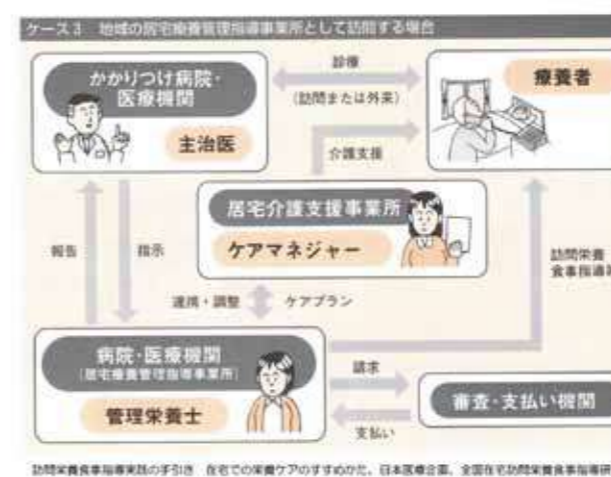 ケース3 地域の居宅療養管理指導事業所として訪問する場合
かかりつけ病院・
医療機関
主治医
診療
(訪問または外来)
療養者
介護支援
居宅介護支援事業所
ケアマネジャー
報告
指示
訪問栄養
食事指導
連携・調整
ケアプラン
病院・医療機関
(居宅療養管理指導事業所)
管理栄養士
請求
支払い
審査・支払い機関
訪問栄養食事指導実践の手引き 在宅での栄養ケアのすすめかた、日本医療企画、全国在宅訪問栄養食事指導研